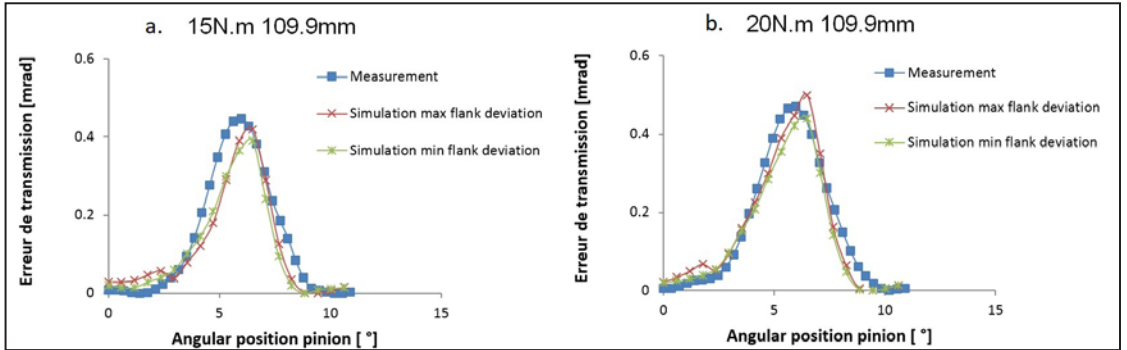 a. 15N.m 109.9mm
Erreur de transmission [mrad]
0.6
0.4
0.2
0
0
5
10
15
Angular position pinion [ °]
Measurement
Simulation max flank deviation
Simulation min flank deviation
b. 20N.m 109.9mm
Erreur de transmission [mrad]
0.6
0.4
0.2
0
0
5
10
15
Angular position pinion [ °]
Measurement
Simulation max flank deviation
Simulation min flank deviation